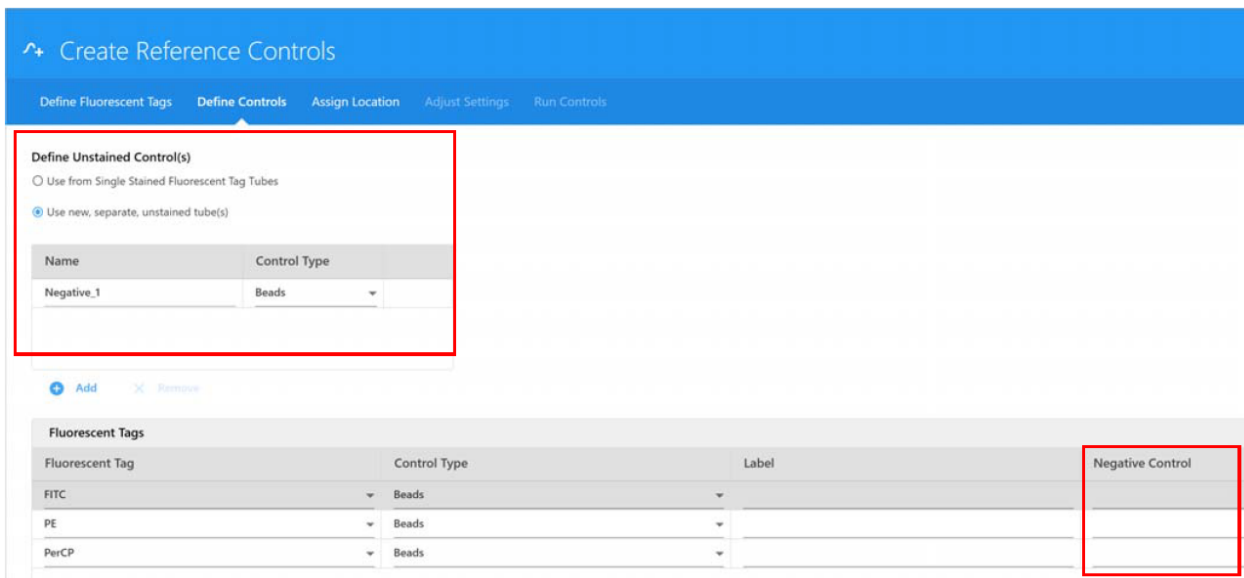 Create Reference Controls
Define Fluorescent Tags Define Controls Assign Location Adjust Settings Run Controls
Define Unstained Control(s)
Use from Single Stained Fluorescent Tag Tubes
Use new, separate, unstained tube(s)
Name Control Type
Negative_1 Beads
Add Remove
Fluorescent Tags
Fluorescent Tag Control Type Label Negative Control
FITC Beads
PE Beads
PerCP Beads